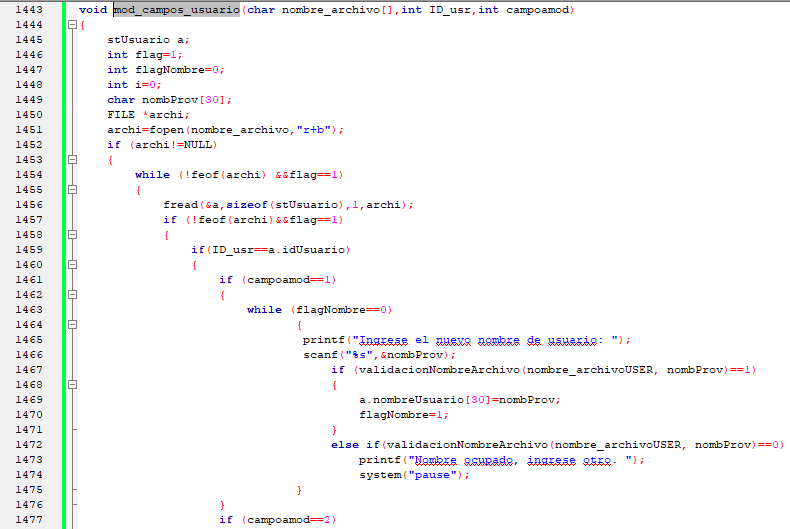 1443 void mod_campos_usuario(char nombre_archivo[],int ID_usr,int campoamod)
1444 {
1445 stUsuario a;
1446 int flag=1;
1447 int flagNombre=0;
1448 int i=0;
1449 char nombProv[30];
1450 FILE *archi;
1451 archi=fopen(nombre_archivo,"r+b");
1452 if (archi!=NULL)
1453 {
1454 while (!feof(archi) &&flag==1)
1455 {
1456 fread(&a,sizeof(stUsuario),1,archi);
1457 if (!feof(archi)&&flag==1)
1458 {
1459 if(ID_usr==a.idUsuario)
1460 {
1461 if (campoamod==1)
1462 {
1463 while (flagNombre==0)
1464 {
1465 printf("Ingrese el nuevo nombre de usuario: ");
1466 scanf("%s",&nombProv);
1467 if (validacionNombreArchivo(nombre_archivoUSER, nombProv)==1)
1468 {
1469 a.nombreUsuario[30]=nombProv;
1470 flagNombre=1;
1471 }
1472 else if(validacionNombreArchivo(nombre_archivoUSER, nombProv)==0)
1473 printf("Nombre ocupado, ingrese otro. ");
1474 system("pause");
1475 }
1476 }
1477 if (campoamod==2)